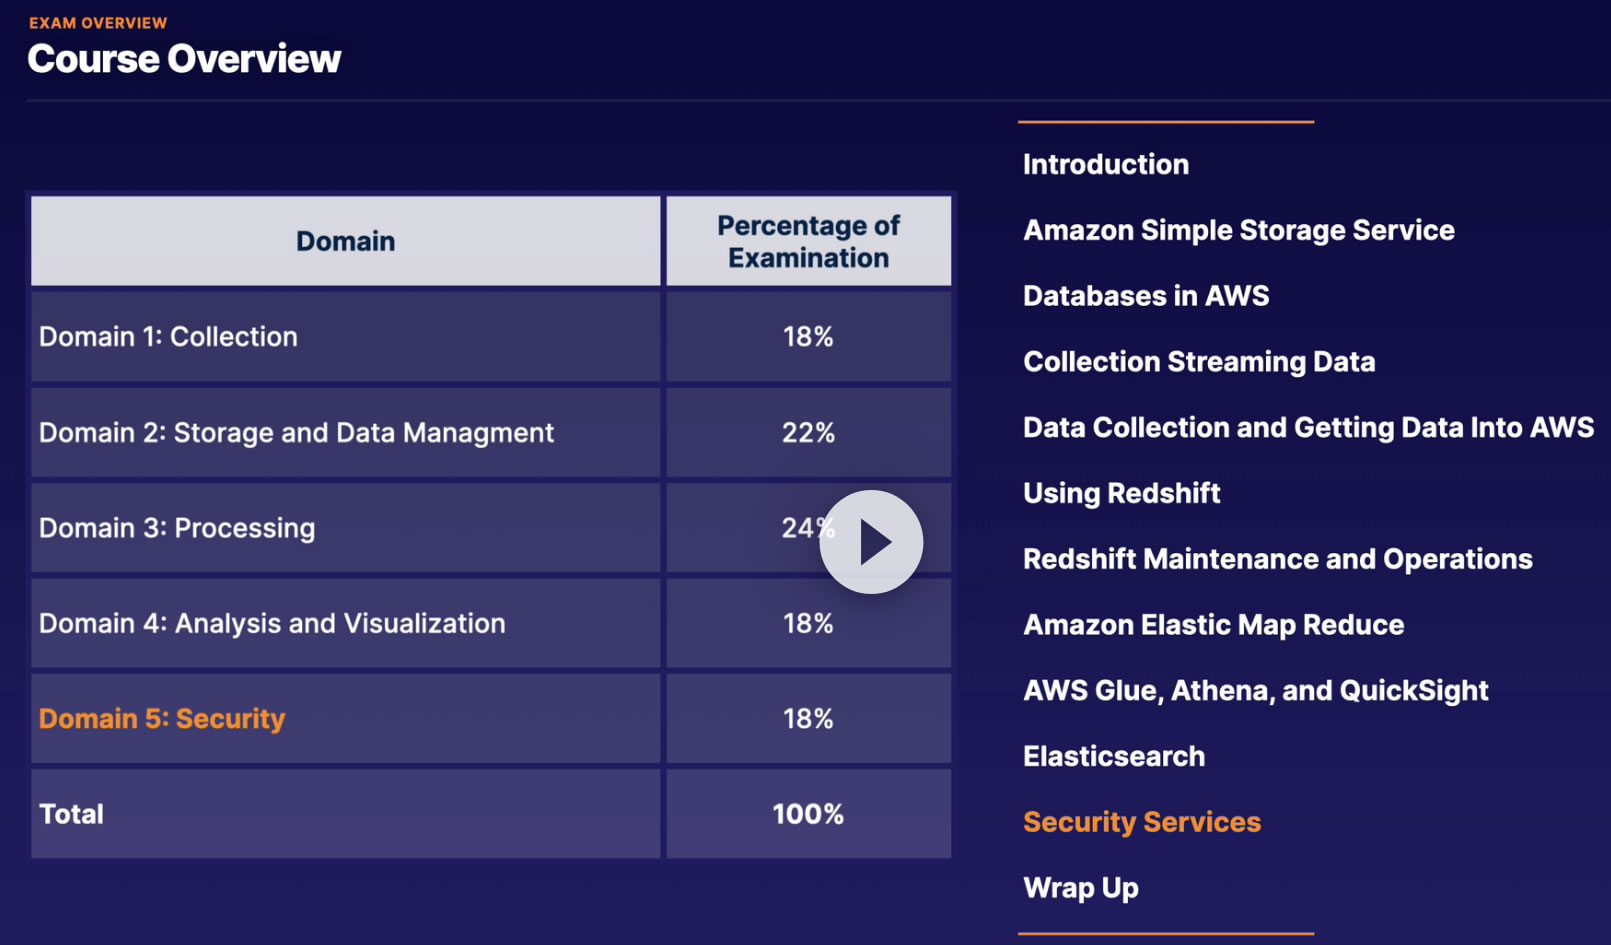 EXAM OVERVIEW
Course Overview
Domain
Percentage of
Examination
Domain 1: Collection
18%
Domain 2: Storage and Data Managment
22%
Domain 3: Processing
24%
Domain 4: Analysis and Visualization
18%
Domain 5: Security
18%
Total
100%
Introduction
Amazon Simple Storage Service
Databases in AWS
Collection Streaming Data
Data Collection and Getting Data Into AWS
Using Redshift
Redshift Maintenance and Operations
Amazon Elastic Map Reduce
AWS Glue, Athena, and QuickSight
Elasticsearch
Security Services
Wrap Up